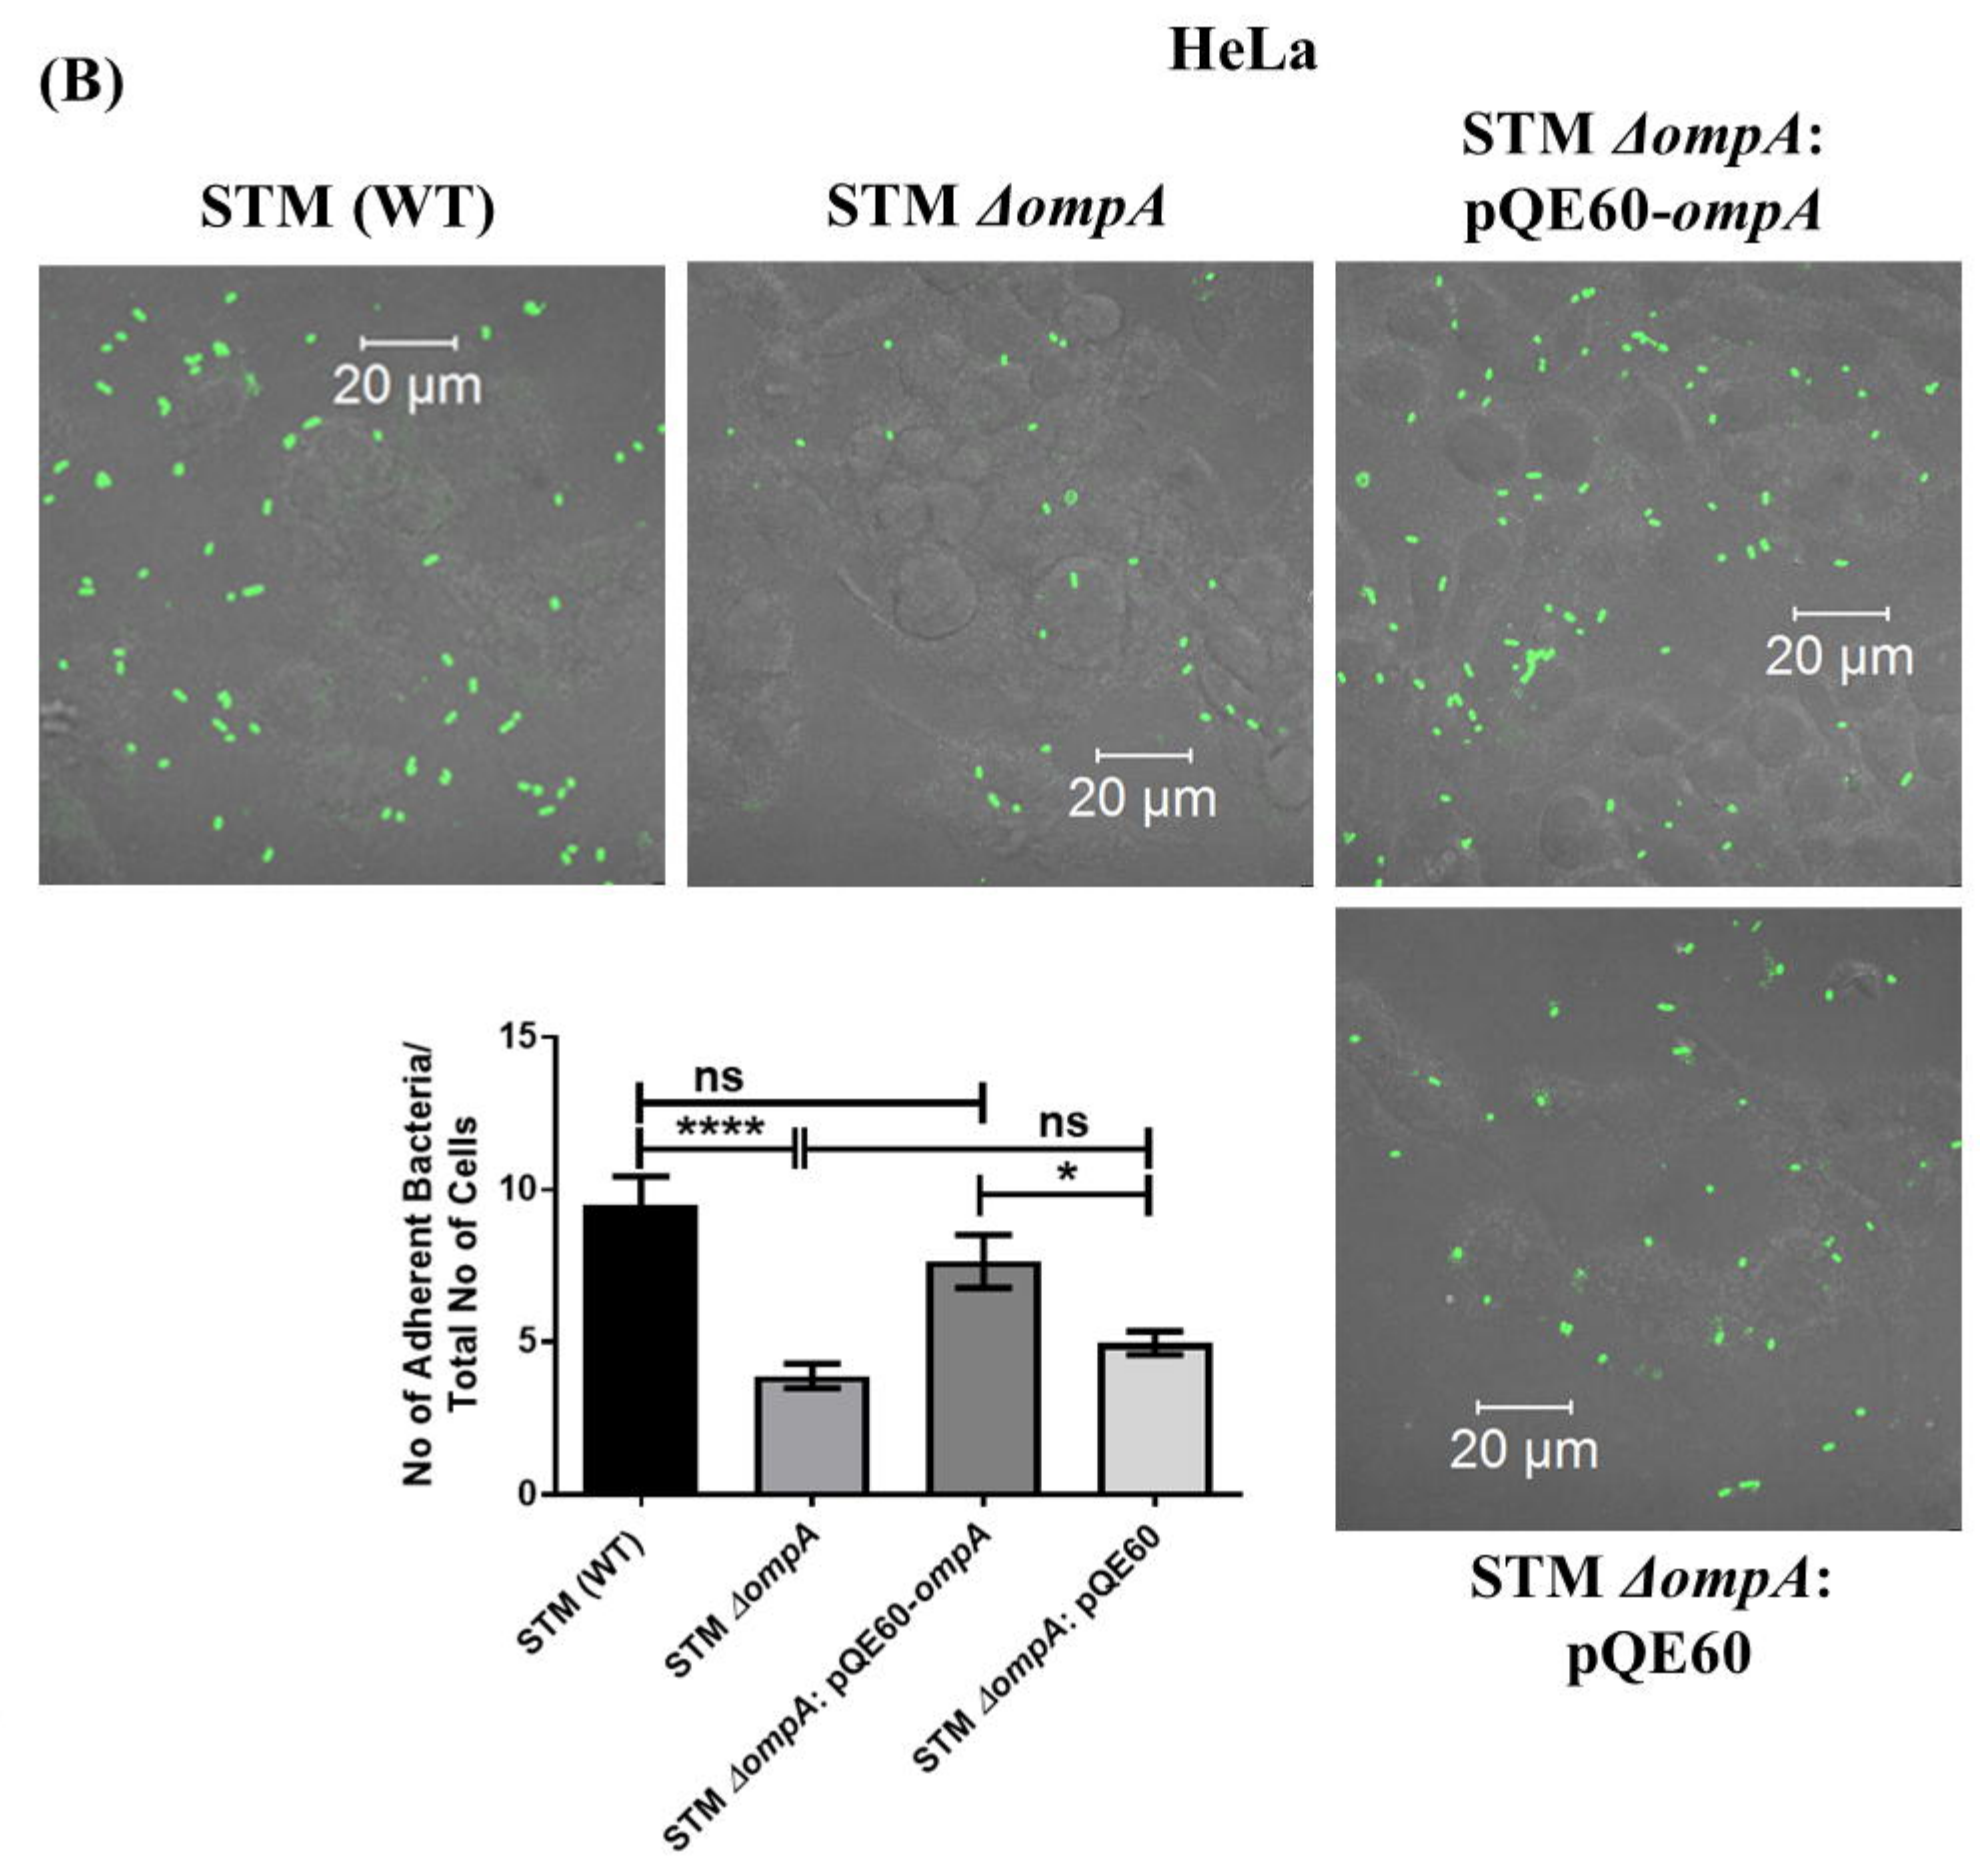 (B)
HeLa
STM (WT)
STM ΔompA
STM ΔompA:
pQE60-ompA
20 µm
20 µm
20 µm
20 µm
STM ΔompA:
pQE60
No of Adherent Bacteria/
Total No of Cells
15
10
5
0
ns
****
ns
*
STM (WT)
STM ΔompA
STM ΔompA: pQE60-ompA
STM ΔompA: pQE60